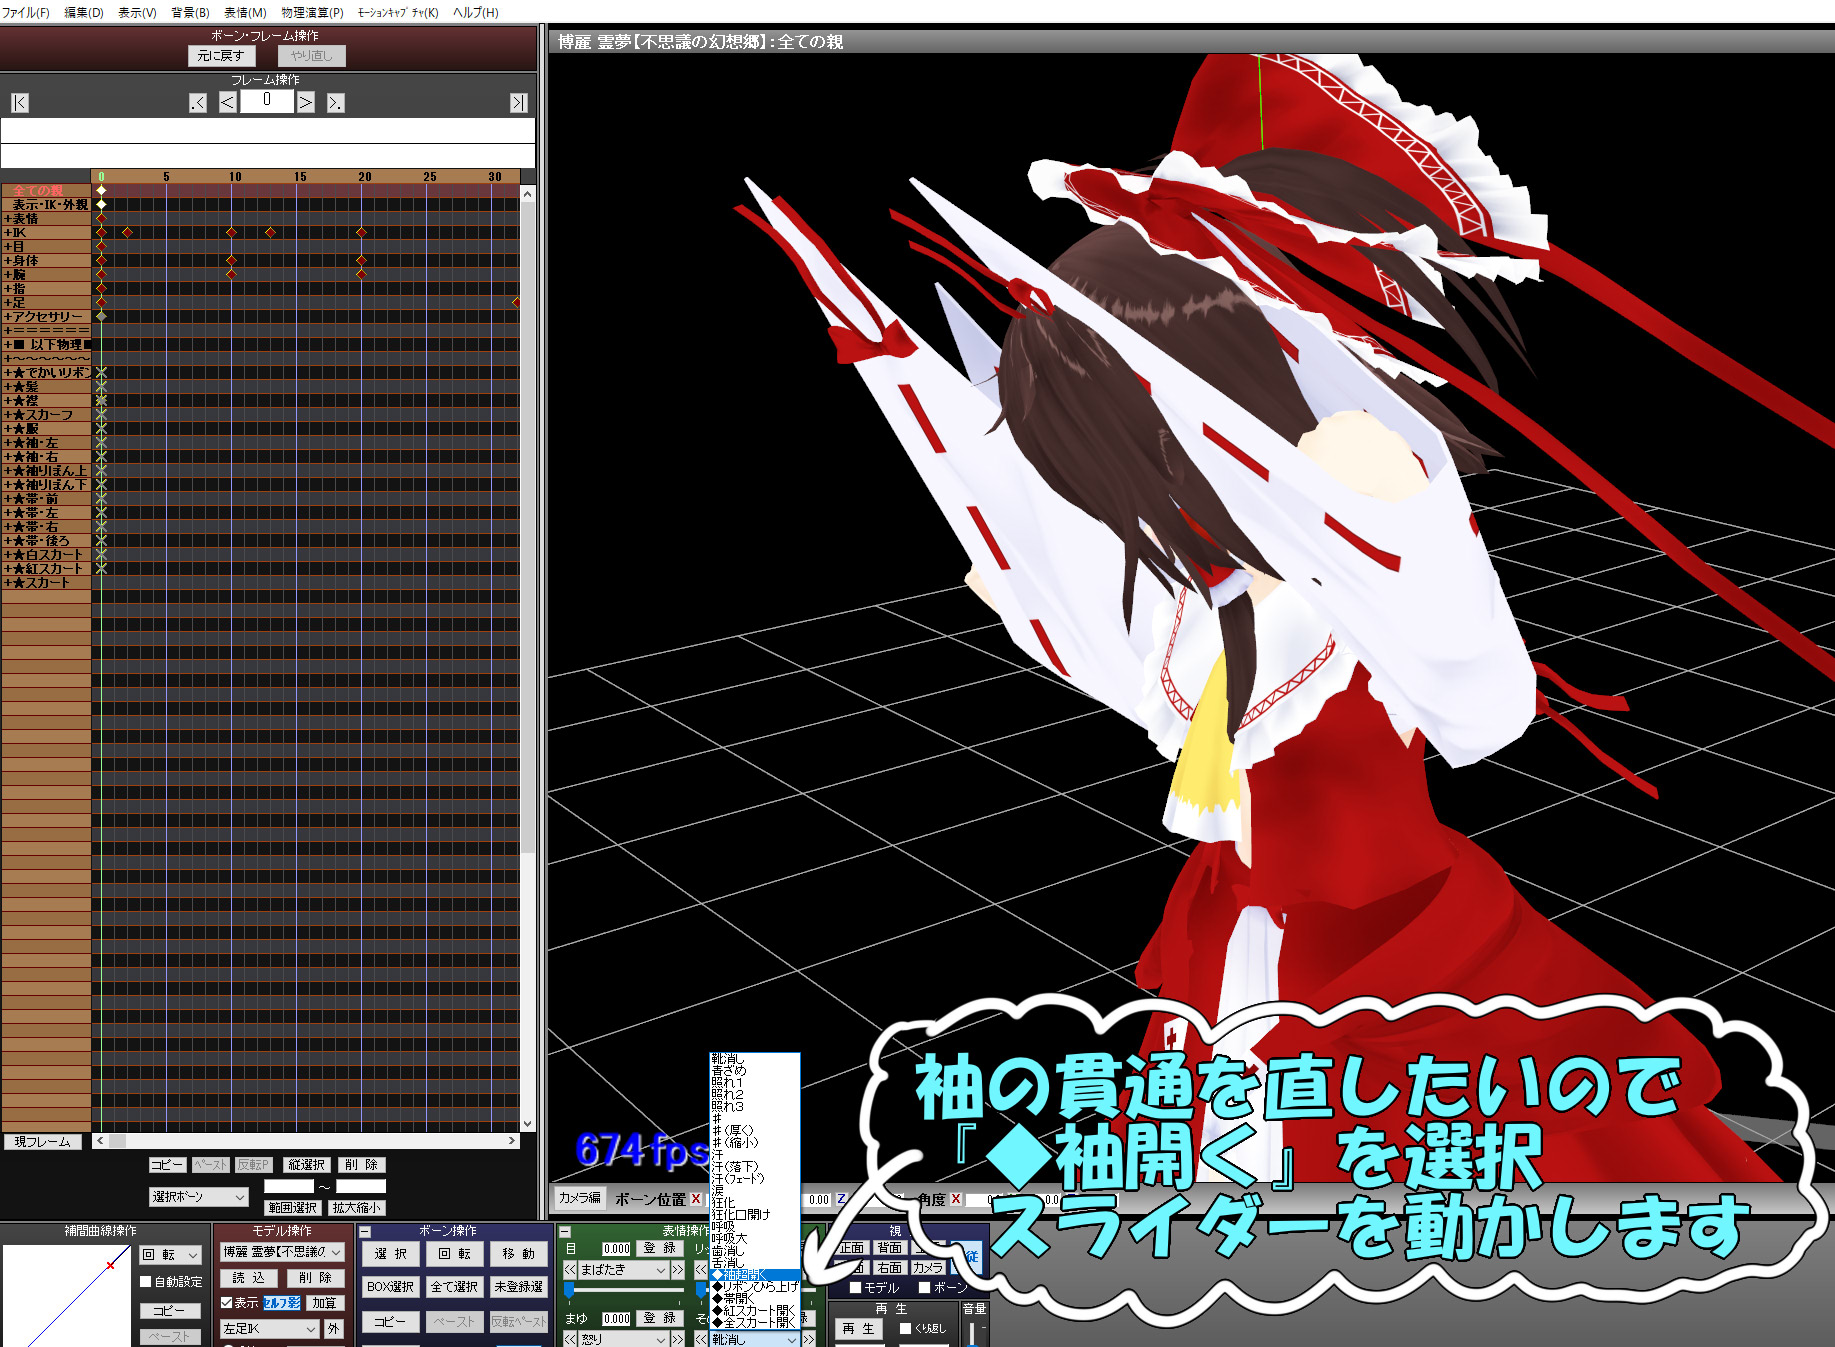 ファイル(F) 編集(D) 表示(V) 背景(B) 表情(M) 物理演算(P) ﾓｰｼｮﾝｷｬﾌﾟﾁｬ(K) ヘルプ(H)
ボーン・フレーム操作
元に戻す やり直し
フレーム操作
|< .< < 0 > >. >|
0 5 10 15 20 25 30
全ての親
表示・IK・外親
+表情
+IK
+目
+身体
+腕
+指
+足
+アクセサリー
+======
+■ 以下物理■
+~~~~~~
+★でかいリボン
+★髪
+★襟
+★スカーフ
+★服
+★袖・左
+★袖・右
+★袖りぼん上
+★袖りぼん下
+★帯・前
+★帯・左
+★帯・右
+★帯・後ろ
+★白スカート
+★紅スカート
+★スカート
現フレーム
コピー ペースト 反転P 縦選択 削 除
選択ボーン ～
範囲選択 拡大縮小
補間曲線操作
回 転
自動設定
コピー
ペースト
モデル操作
博麗 霊夢【不思議の
読 込 削 除
表示 セルフ影 加算
左足IK 外
ボーン操作
選 択 回 転 移 動
BOX選択 全て選択 未登録選
コピー ペースト 反転ペースト
博麗 霊夢【不思議の幻想郷】:全ての親
674fps
カメラ編 ボーン位置 X 0.00 Z 角度 X
表情操作
目 0.000 登 録
まばたき
まゆ 0.000 登 録
怒り
靴消し
靴消し
青ざめ
照れ1
照れ2
照れ3
#
#(厚く)
#(縮小)
汗
汗(落下)
汗(フェード)
涙
狂化
狂化口開け
呼吸
呼吸大
歯消し
舌消し
◆袖超開く
◆リボンひら上げ
◆帯開く
◆紅スカート開く
◆全スカート開く
視
正面 背面
右面 カメラ
モデル ボーン
再 生
再 生 くり返し
音量
袖の貫通を直したいので
『◆袖開く』を選択
スライダーを動かします